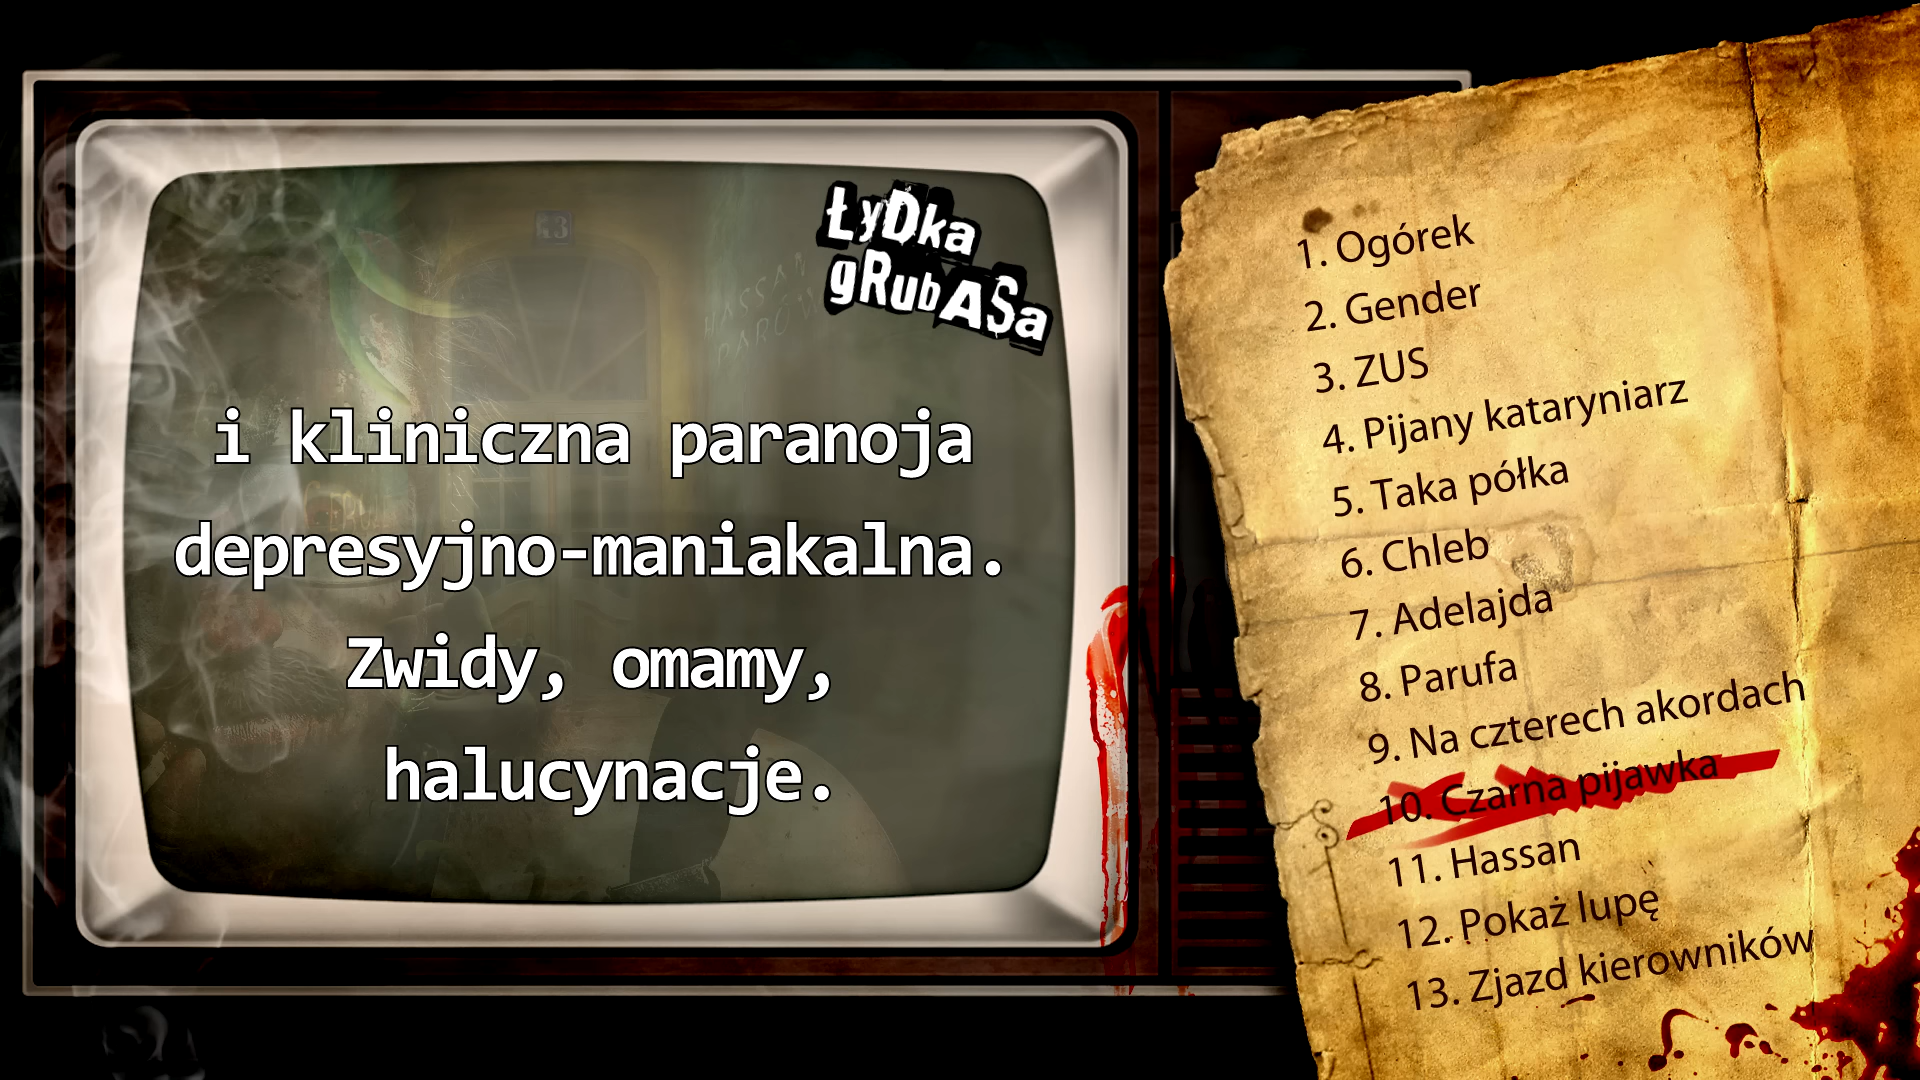 ŁyDka
gRubASa
i kliniczna paranoja
depresyjno-maniakalna.
Zwidy, omamy,
halucynacje.
1. Ogórek
2. Gender
3. ZUS
4. Pijany kataryniarz
5. Taka półka
6. Chleb
7. Adelajda
8. Parufa
9. Na czterech akordach
10. Czarna pijawka
11. Hassan
12. Pokaż lupę
13. Zjazd kierowników